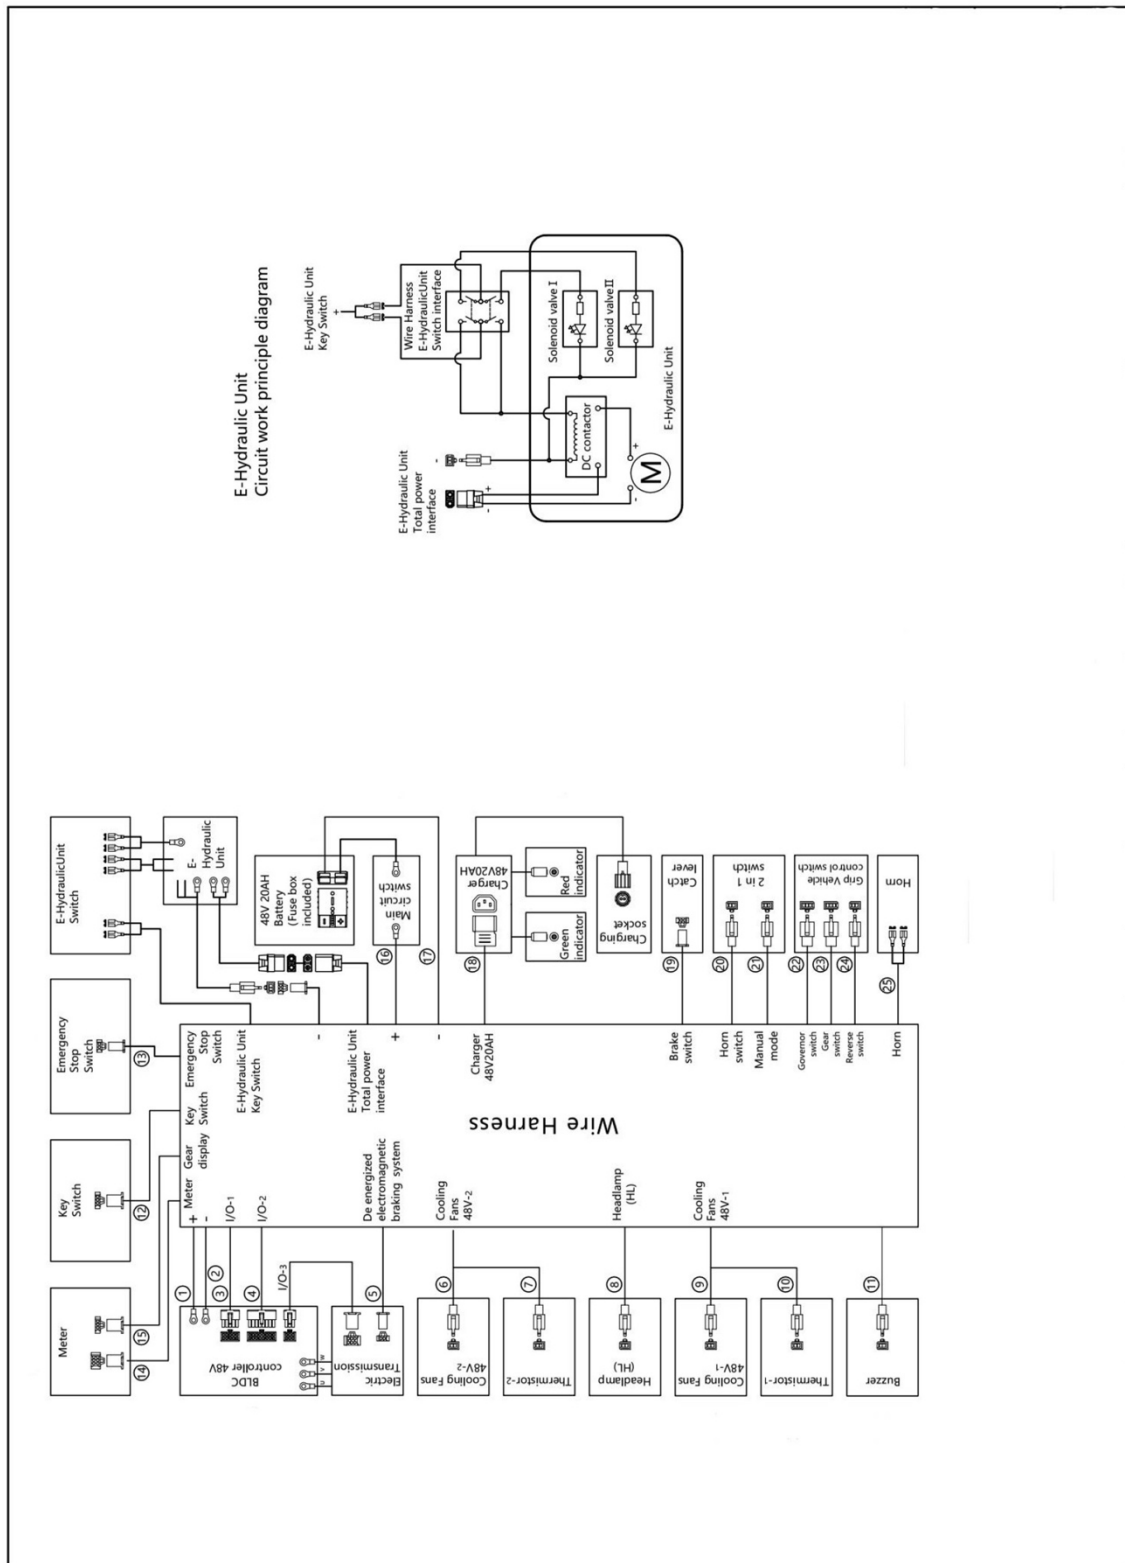 E-Hydraulic Unit
Circuit work principle diagram
E-Hydraulic Unit
Key Switch
+
Wire Harness
E-HydraulicUnit
Switch interface
-
E-Hydraulic Unit
Total power
interface
-
+
Solenoid valve I
Solenoid valve II
DC contactor
+
-
M
E-Hydraulic Unit
E-HydraulicUnit
Switch
E-
Hydraulic
Unit
48V 20AH
Battery
(Fuse box
included)
-
+
Main
circuit
switch
16
17
Charger
48V20AH
18
Red
indicator
Green
indicator
Charging
socket
Catch
lever
19
2 in 1
switch
20
21
Grip Vehicle
control switch
22
23
24
Horn
25
Emergency
Stop
Switch
13
Key
Switch
12
Meter
15
14
Wire Harness
Emergency
Stop
Switch
Key
Switch
Gear
display
Meter
E-Hydraulic Unit
Key Switch
-
E-Hydraulic Unit
Total power
interface
+
-
Charger
48V20AH
Brake
switch
Horn
switch
Manual
mode
Governor
switch
Gear
switch
Reverse
switch
Horn
+
-
I/O-1
I/O-2
De energized
electromagnetic
braking system
Cooling
Fans
48V-2
Headlamp
(HL)
Cooling
Fans
48V-1
1
2
3
4
I/O-3
5
6
7
8
9
10
11
BLDC
controller 48V
U
V
W
Electric
Transmission
Cooling Fans
48V-2
Thermistor-2
Headlamp
(HL)
Cooling Fans
48V-1
Thermistor-1
Buzzer